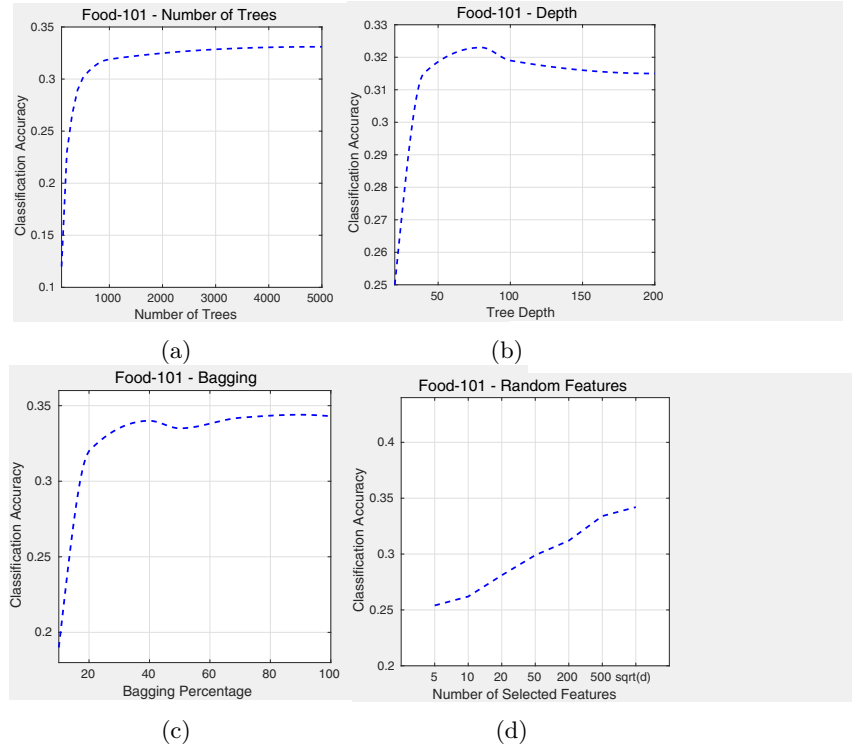 Food-101 - Number of Trees
0.35
0.3
0.25
0.2
0.15
0.1
1000 2000 3000 4000 5000
Classification Accuracy
Number of Trees
(a)
Food-101 - Depth
0.33
0.32
0.31
0.3
0.29
0.28
0.27
0.26
0.25
50 100 150 200
Classification Accuracy
Tree Depth
(b)
Food-101 - Bagging
0.35
0.3
0.25
0.2
20 40 60 80 100
Classification Accuracy
Bagging Percentage
(c)
Food-101 - Random Features
0.4
0.35
0.3
0.25
0.2
5 10 20 50 200 500 sqrt(d)
Classification Accuracy
Number of Selected Features
(d)